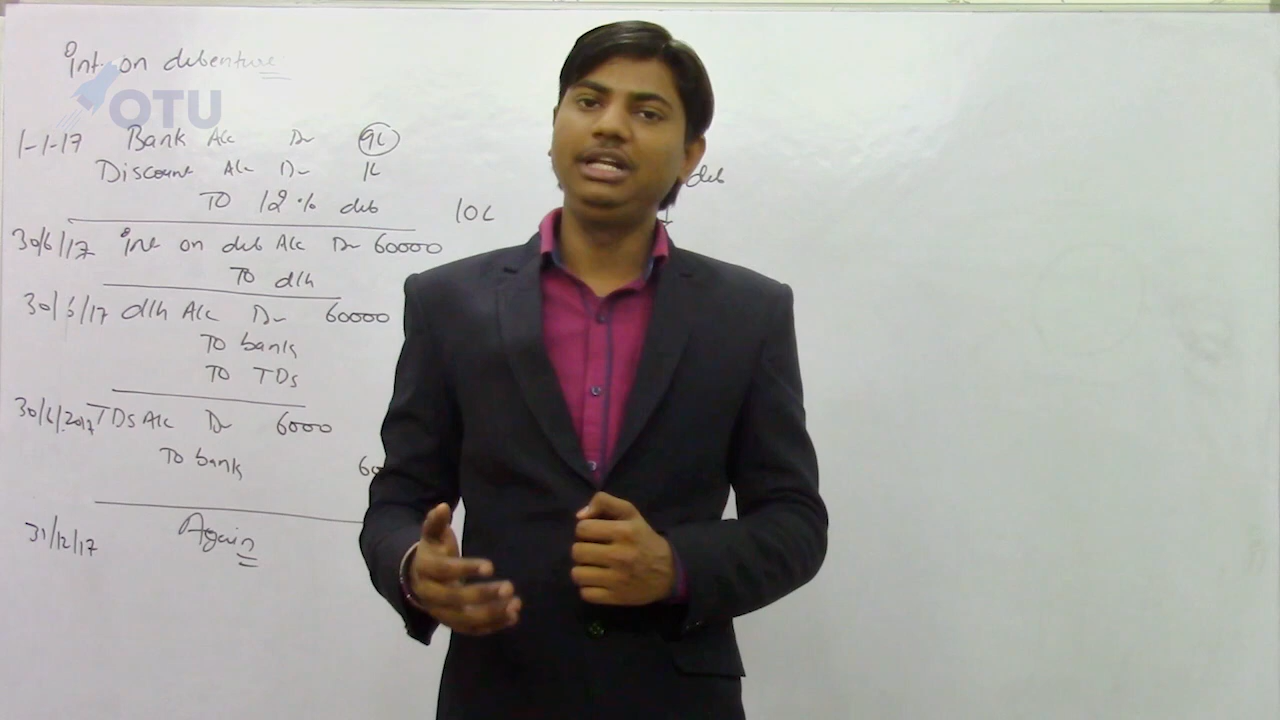 Int. on debenture
OTU
1-1-17 Bank A/c Dr 9L
Discount A/c Dr 1L
To 12% deb 10L
deb
30/6/17 int on deb A/c Dr 60000
To d/h
30/6/17 d/h A/c Dr 60000
To bank
To TDs
30/6/2017 TDs A/c Dr 6000
To bank 60
31/12/17 Again